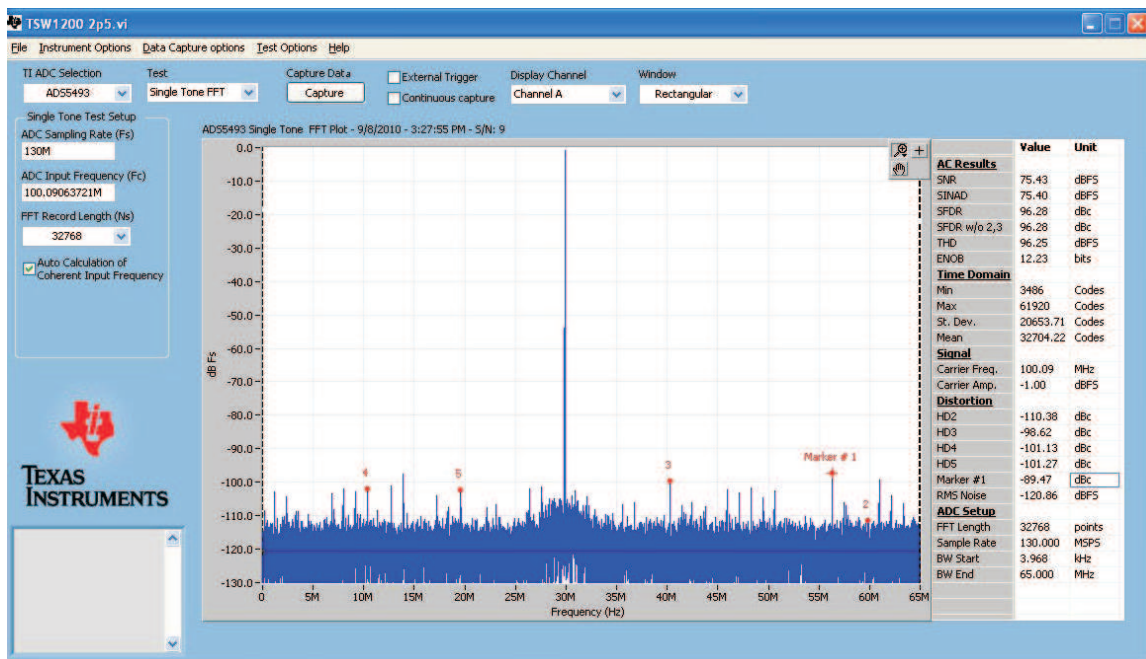 TSW1200 2p5.vi
File Instrument Options Data Capture options Test Options Help
TI ADC Selection
ADS5493
Test
Single Tone FFT
Capture Data
Capture
External Trigger
Continuous capture
Display Channel
Channel A
Window
Rectangular
Single Tone Test Setup
ADC Sampling Rate (Fs)
130M
ADC Input Frequency (Fc)
100.09063721M
FFT Record Length (Ns)
32768
Auto Calculation of
Coherent Input Frequency
TEXAS
INSTRUMENTS
ADS5493 Single Tone FFT Plot - 9/8/2010 - 3:27:55 PM - S/N: 9
dB Fs
0.0
-10.0
-20.0
-30.0
-40.0
-50.0
-60.0
-70.0
-80.0
-90.0
-100.0
-110.0
-120.0
-130.0
4
5
3
Marker # 1
2
0 5M 10M 15M 20M 25M 30M 35M 40M 45M 50M 55M 60M 65M
Frequency (Hz)
Value Unit
AC Results
SNR 75.43 dBFS
SINAD 75.40 dBFS
SFDR 96.28 dBc
SFDR w/o 2,3 96.28 dBc
THD 96.25 dBFS
ENOB 12.23 bits
Time Domain
Min 3486 Codes
Max 61920 Codes
St. Dev. 20653.71 Codes
Mean 32704.22 Codes
Signal
Carrier Freq. 100.09 MHz
Carrier Amp. -1.00 dBFS
Distortion
HD2 -110.38 dBc
HD3 -98.62 dBc
HD4 -101.13 dBc
HD5 -101.27 dBc
Marker #1 -89.47 dBc
RMS Noise -120.86 dBFS
ADC Setup
FFT Length 32768 points
Sample Rate 130.000 MSPS
BW Start 3.968 kHz
BW End 65.000 MHz